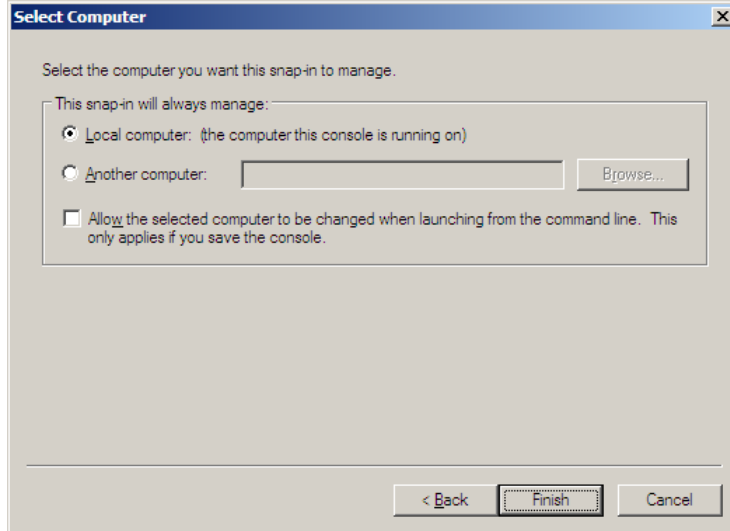 Select Computer
Select the computer you want this snap-in to manage.
This snap-in will always manage:
Local computer: (the computer this console is running on)
Another computer:
Browse...
Allow the selected computer to be changed when launching from the command line. This
only applies if you save the console.
< Back
Finish
Cancel